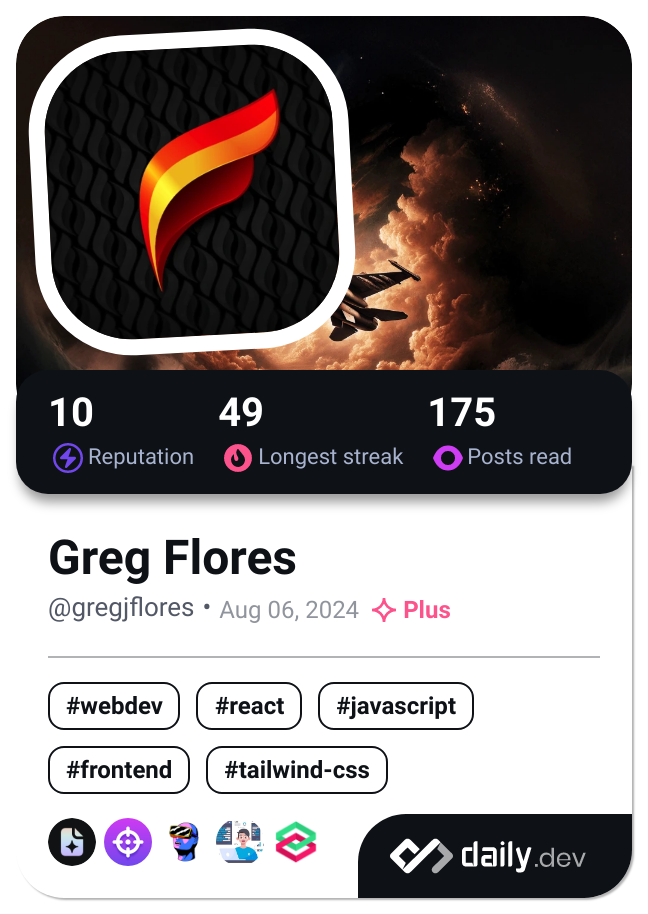 10 49 175
Reputation Longest streak Posts read
Greg Flores
@gregjflores • Aug 06, 2024 Plus
#webdev #react #javascript
#frontend #tailwind-css
daily.dev